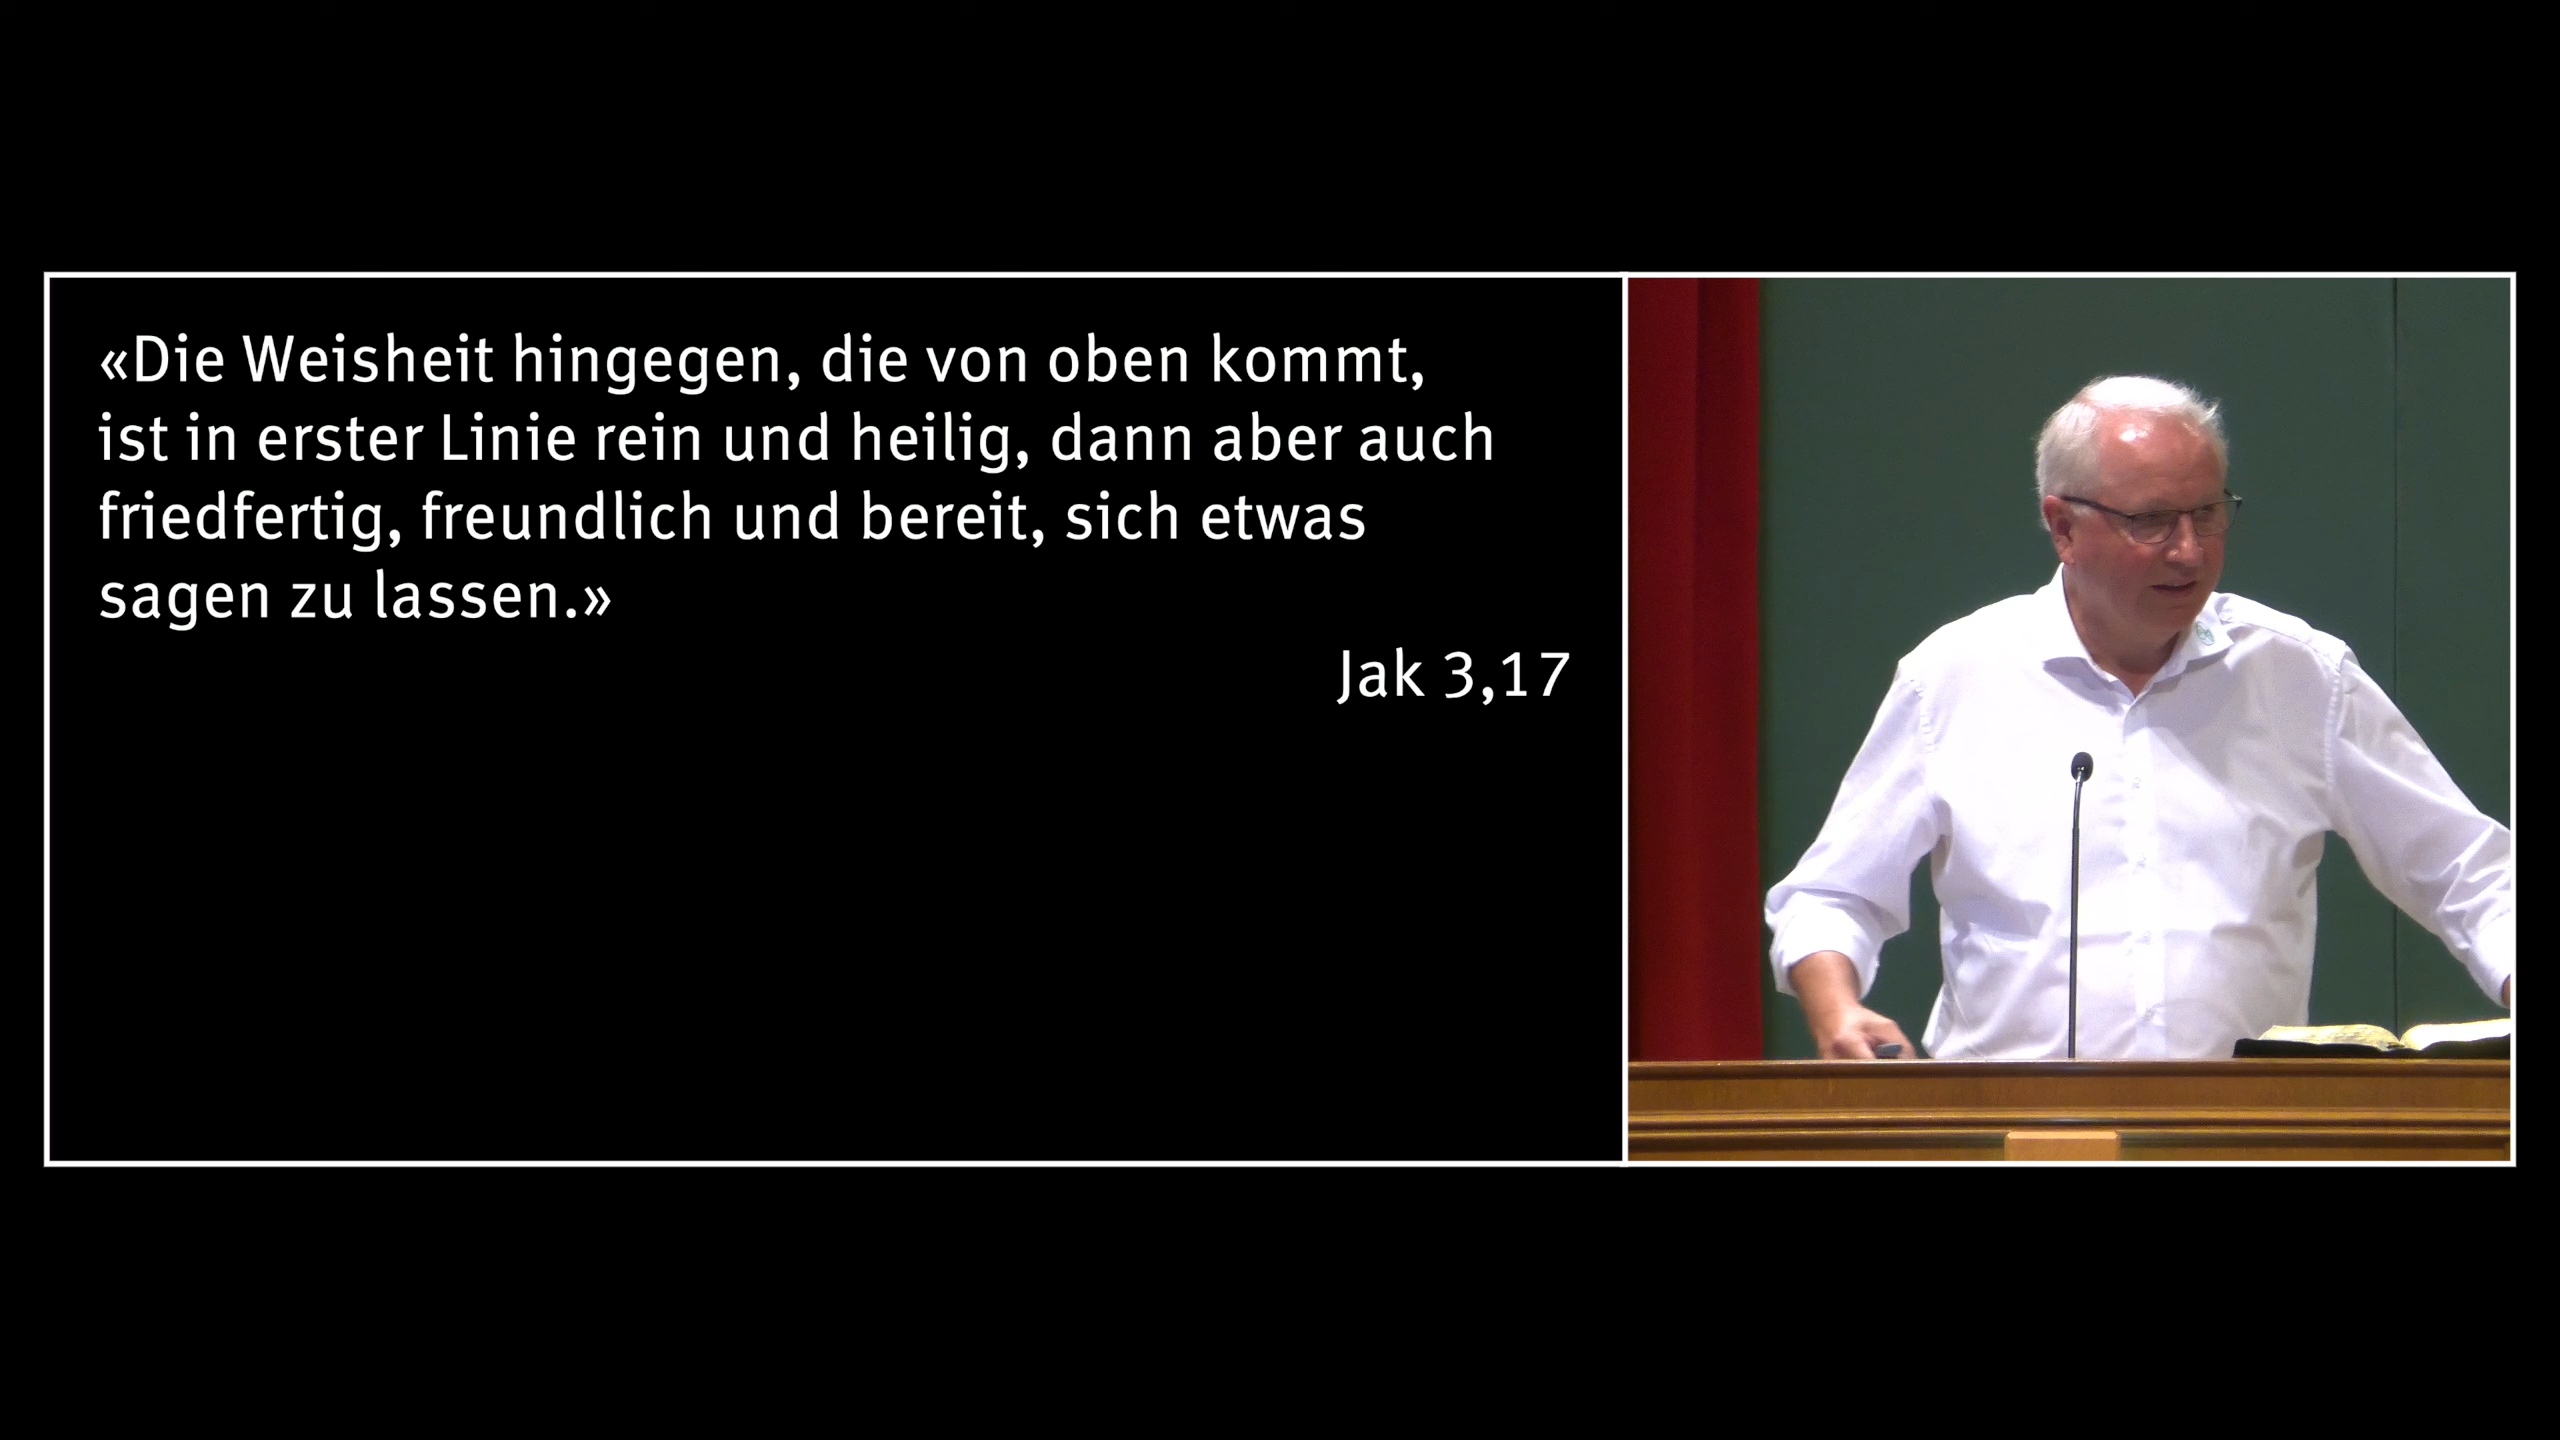 «Die Weisheit hingegen, die von oben kommt,
ist in erster Linie rein und heilig, dann aber auch
friedfertig, freundlich und bereit, sich etwas
sagen zu lassen.»
Jak 3,17